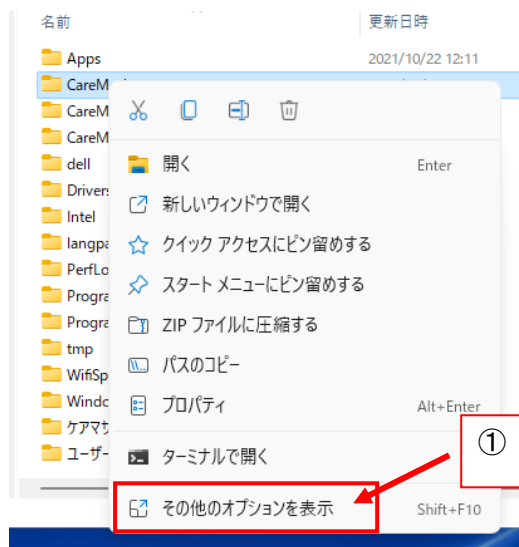 名前 更新日時
Apps 2021/10/22 12:11
CareM
CareM
CareM
dell
Drivers
Intel
langpa
PerfLo
Progra
Progra
tmp
WifiSp
Windo
ケアマサ
ユーザー
開く Enter
新しいウィンドウで開く
クイック アクセスにピン留めする
スタート メニューにピン留めする
ZIP ファイルに圧縮する
パスのコピー
プロパティ Alt+Enter
ターミナルで開く
その他のオプションを表示 Shift+F10
①